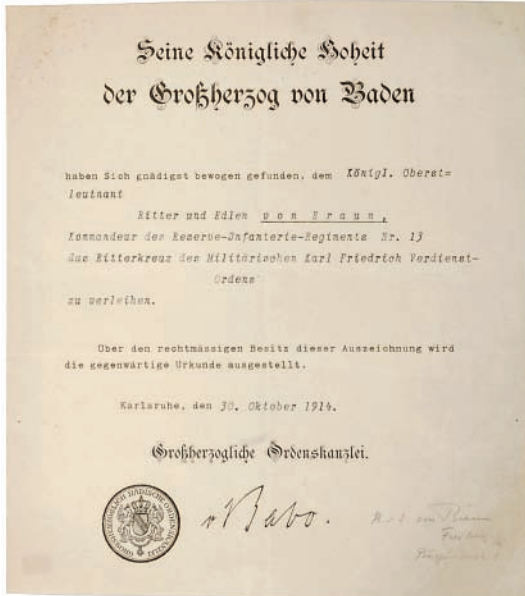 Seine Königliche Hoheit
der Großherzog von Baden
haben Sich gnädigst bewogen gefunden, dem Königl. Oberst=
leutnant
Ritter und Edlen von Braun,
Kommandeur des Reserve-Infanterie-Regiments Nr. 13
das Ritterkreuz des Militärischen Karl Friedrich Verdienst-
Ordens
zu verleihen.
Über den rechtmässigen Besitz dieser Auszeichnung wird
die gegenwärtige Urkunde ausgestellt.
Karlsruhe, den 30. Oktober 1914.
Großherzogliche Ordenskanzlei.
GROSSHERZOGLICH BADISCHE ORDENSKANZLEI
v Babo.